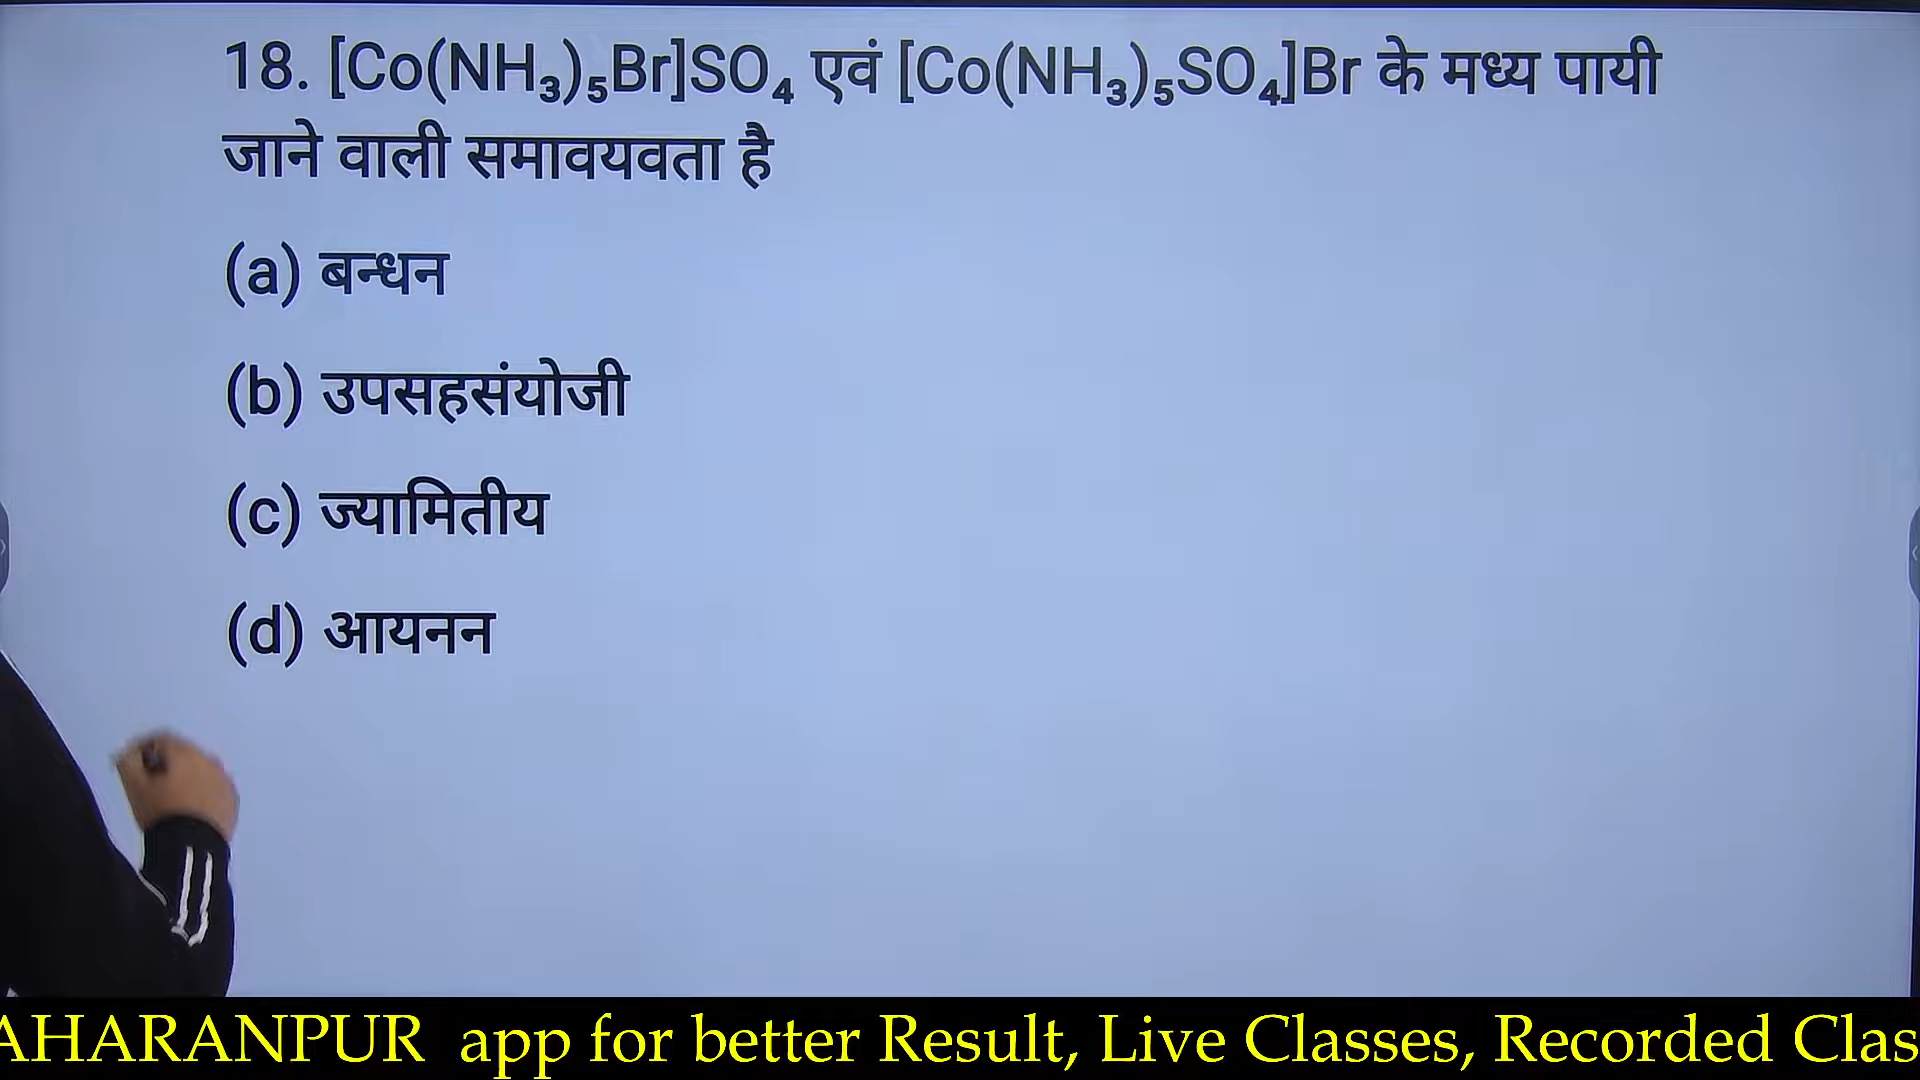 18. [Co(NH₃)₅Br]SO₄ एवं [Co(NH₃)₅SO₄]Br के मध्य पायी
जाने वाली समावयवता है
(a) बन्धन
(b) उपसहसंयोजी
(c) ज्यामितीय
(d) आयनन
AHARANPUR app for better Result, Live Classes, Recorded Clas